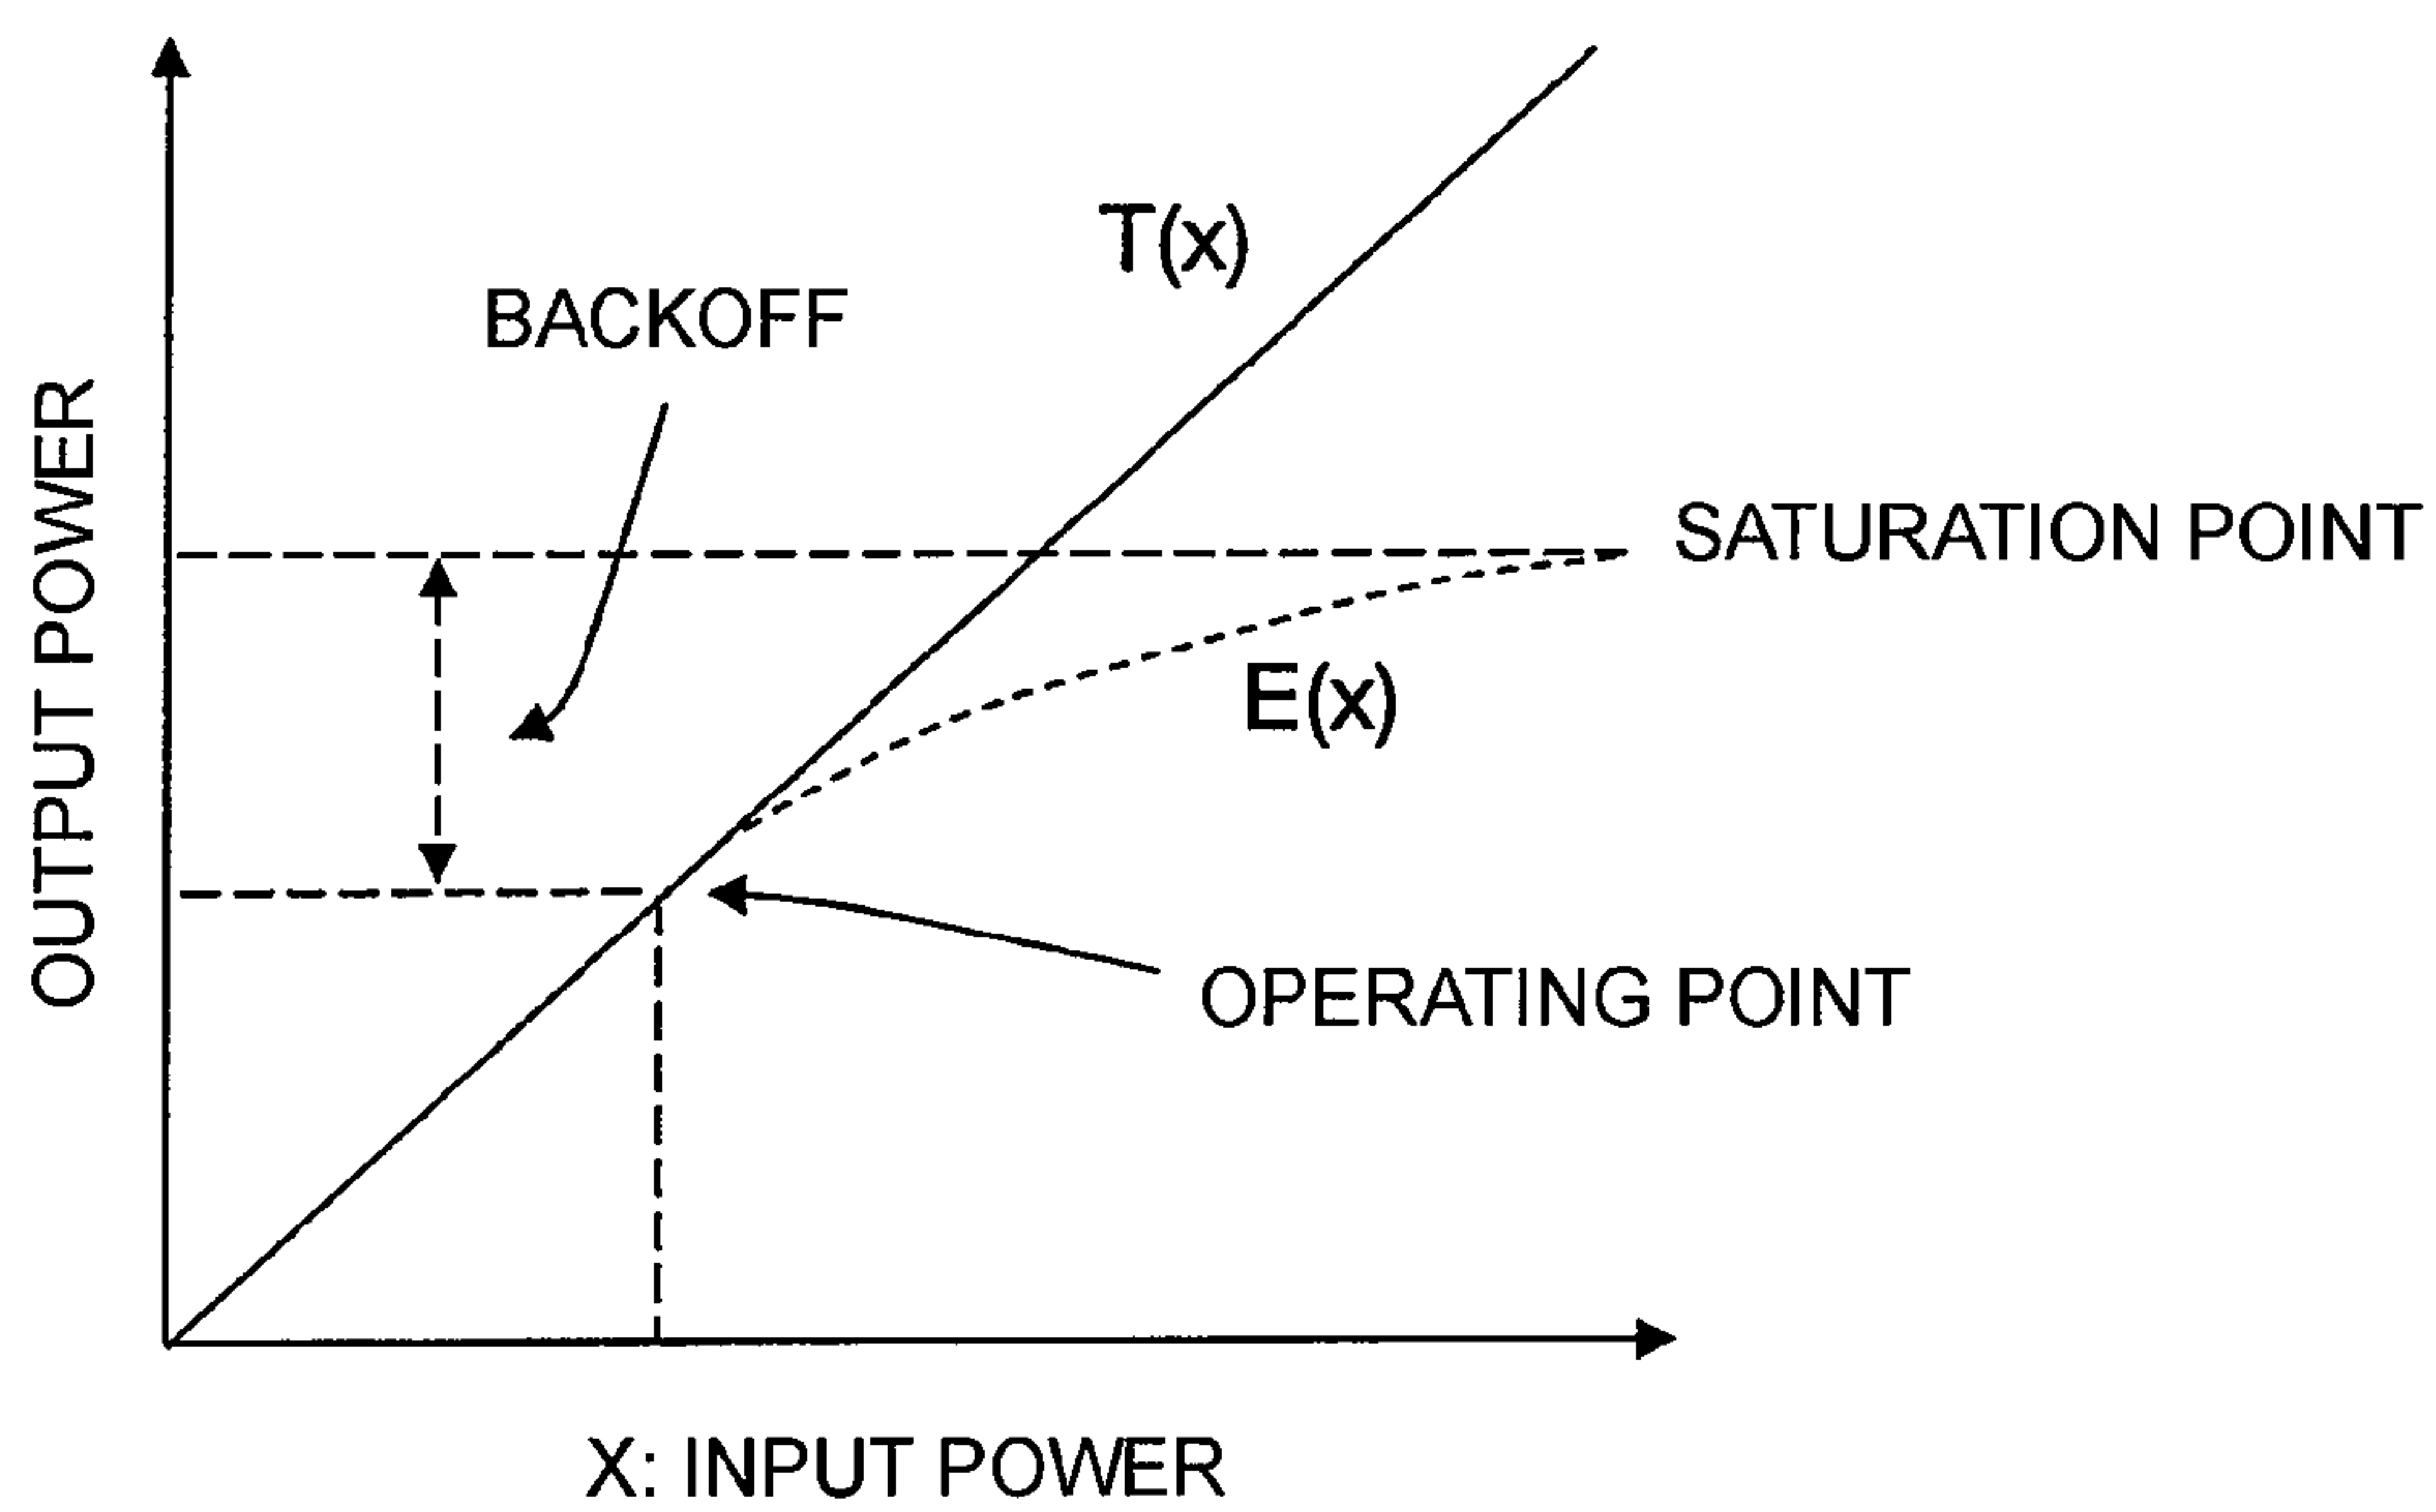 T(x)
BACKOFF
OUTPUT POWER
SATURATION POINT
E(x)
OPERATING POINT
X: INPUT POWER